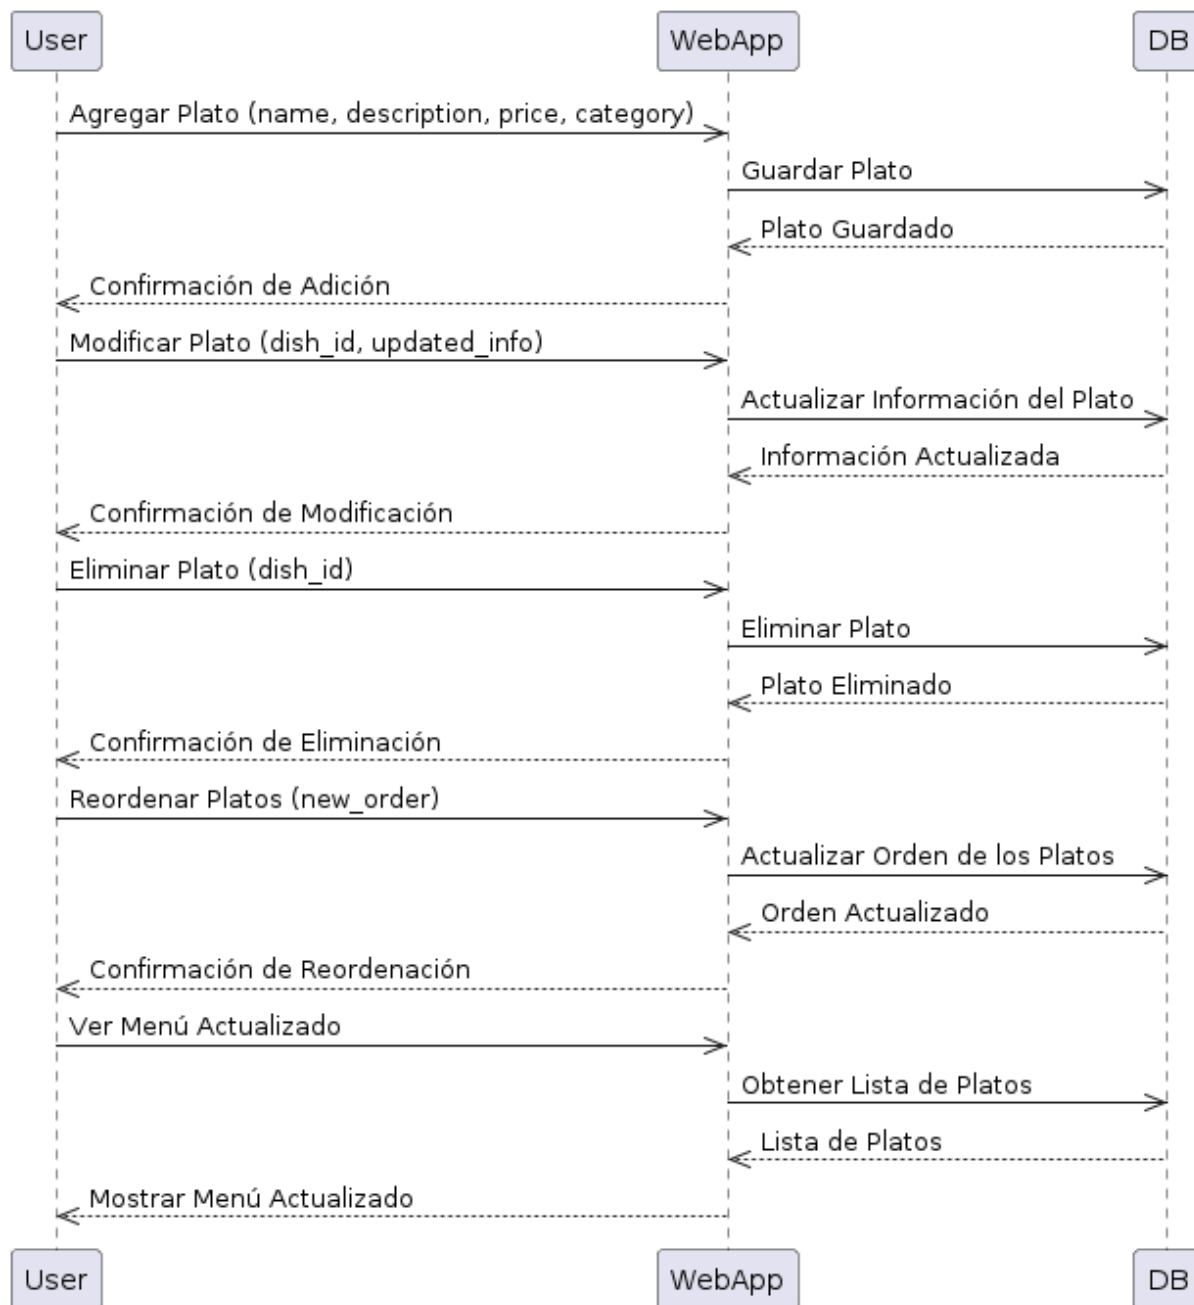 User WebApp DB
Agregar Plato (name, description, price, category)
Guardar Plato
Plato Guardado
Confirmación de Adición
Modificar Plato (dish_id, updated_info)
Actualizar Información del Plato
Información Actualizada
Confirmación de Modificación
Eliminar Plato (dish_id)
Eliminar Plato
Plato Eliminado
Confirmación de Eliminación
Reordenar Platos (new_order)
Actualizar Orden de los Platos
Orden Actualizado
Confirmación de Reordenación
Ver Menú Actualizado
Obtener Lista de Platos
Lista de Platos
Mostrar Menú Actualizado
User WebApp DB